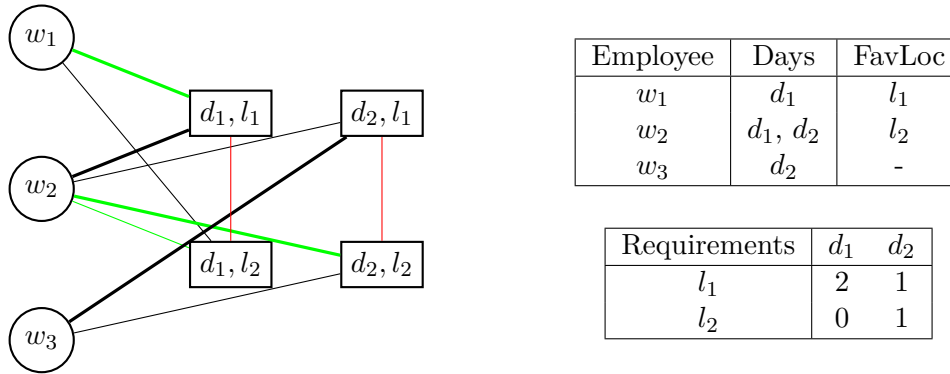 w₁
d₁, l₁ d₂, l₁
w₂
d₁, l₂ d₂, l₂
w₃
Employee Days FavLoc
w₁ d₁ l₁
w₂ d₁, d₂ l₂
w₃ d₂ -
Requirements d₁ d₂
l₁ 2 1
l₂ 0 1